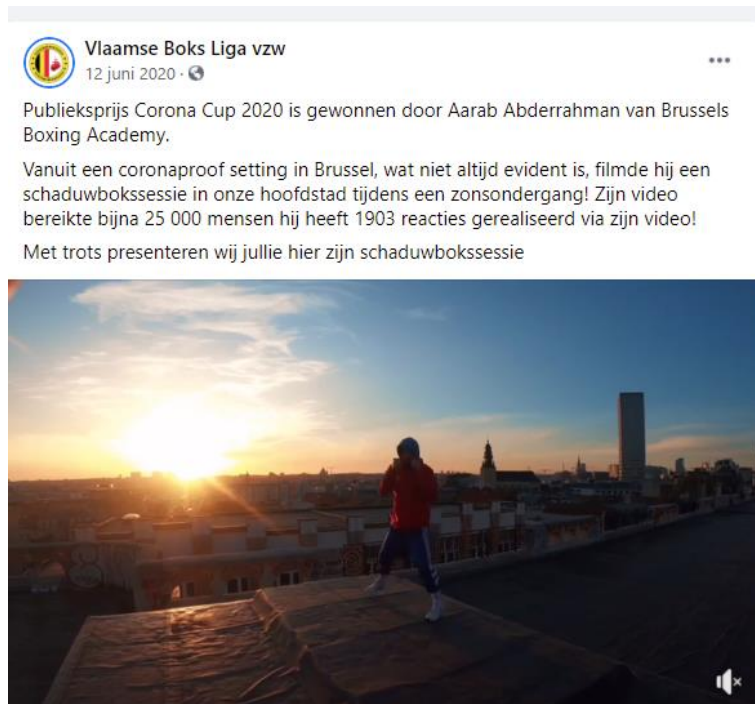 Vlaamse Boks Liga vzw
12 juni 2020 ·
Publieksprijs Corona Cup 2020 is gewonnen door Aarab Abderrahman van Brussels
Boxing Academy.
Vanuit een coronaproof setting in Brussel, wat niet altijd evident is, filmde hij een
schaduwbokssessie in onze hoofdstad tijdens een zonsondergang! Zijn video
bereikte bijna 25 000 mensen hij heeft 1903 reacties gerealiseerd via zijn video!
Met trots presenteren wij jullie hier zijn schaduwbokssessie